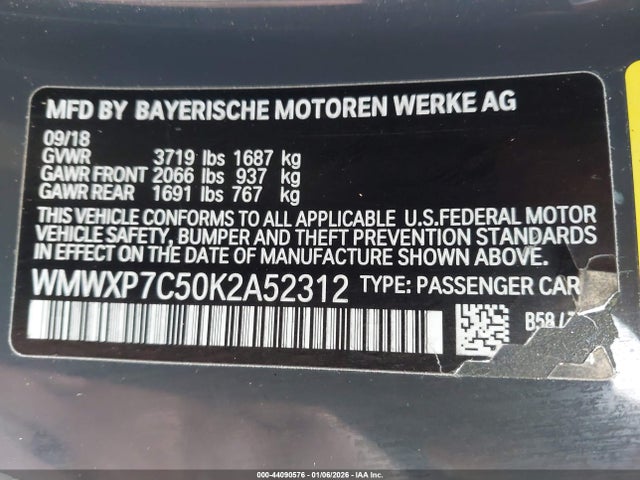 MFD BY BAYERISCHE MOTOREN WERKE AG
09/18
GVWR 3719 lbs 1687 kg
GAWR FRONT 2066 lbs 937 kg
GAWR REAR 1691 lbs 767 kg
THIS VEHICLE CONFORMS TO ALL APPLICABLE U.S.FEDERAL MOTOR
VEHICLE SAFETY, BUMPER AND THEFT PREVENTION STANDARDS
IN EFFECT ON THE DATE OF MANUFACTURE SHOWN ABOVE.
WMWXP7C50K2A52312 TYPE: PASSENGER CAR
B58 /
000-44090576 - 01/06/2026 - IAAI Inc.